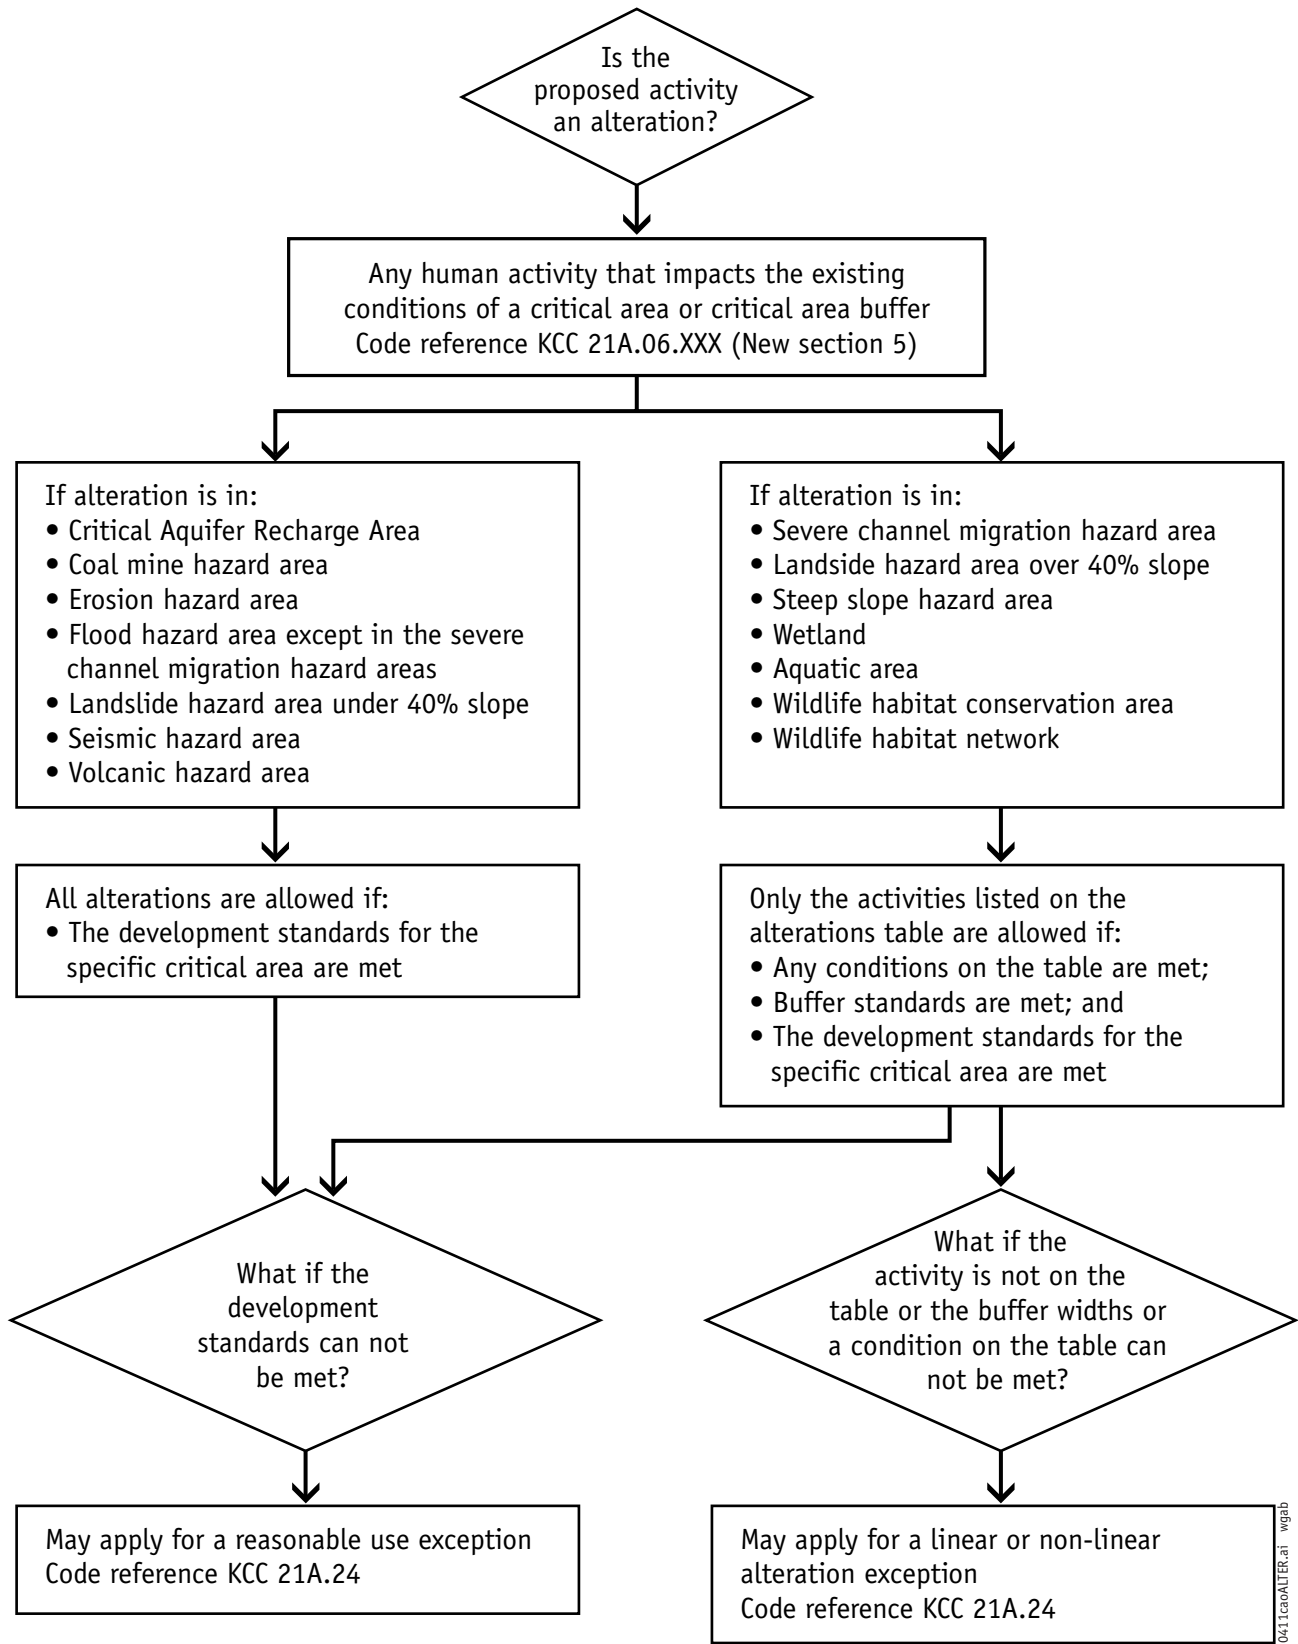 Is the
proposed activity
an alteration?
Any human activity that impacts the existing
conditions of a critical area or critical area buffer
Code reference KCC 21A.06.XXX (New section 5)
If alteration is in:
• Critical Aquifer Recharge Area
• Coal mine hazard area
• Erosion hazard area
• Flood hazard area except in the severe
channel migration hazard areas
• Landslide hazard area under 40% slope
• Seismic hazard area
• Volcanic hazard area
If alteration is in:
• Severe channel migration hazard area
• Landside hazard area over 40% slope
• Steep slope hazard area
• Wetland
• Aquatic area
• Wildlife habitat conservation area
• Wildlife habitat network
All alterations are allowed if:
• The development standards for the
specific critical area are met
Only the activities listed on the
alterations table are allowed if:
• Any conditions on the table are met;
• Buffer standards are met; and
• The development standards for the
specific critical area are met
What if the
development
standards can not
be met?
What if the
activity is not on the
table or the buffer widths or
a condition on the table can
not be met?
May apply for a reasonable use exception
Code reference KCC 21A.24
May apply for a linear or non-linear
alteration exception
Code reference KCC 21A.24
0411caoALTER.ai wgab